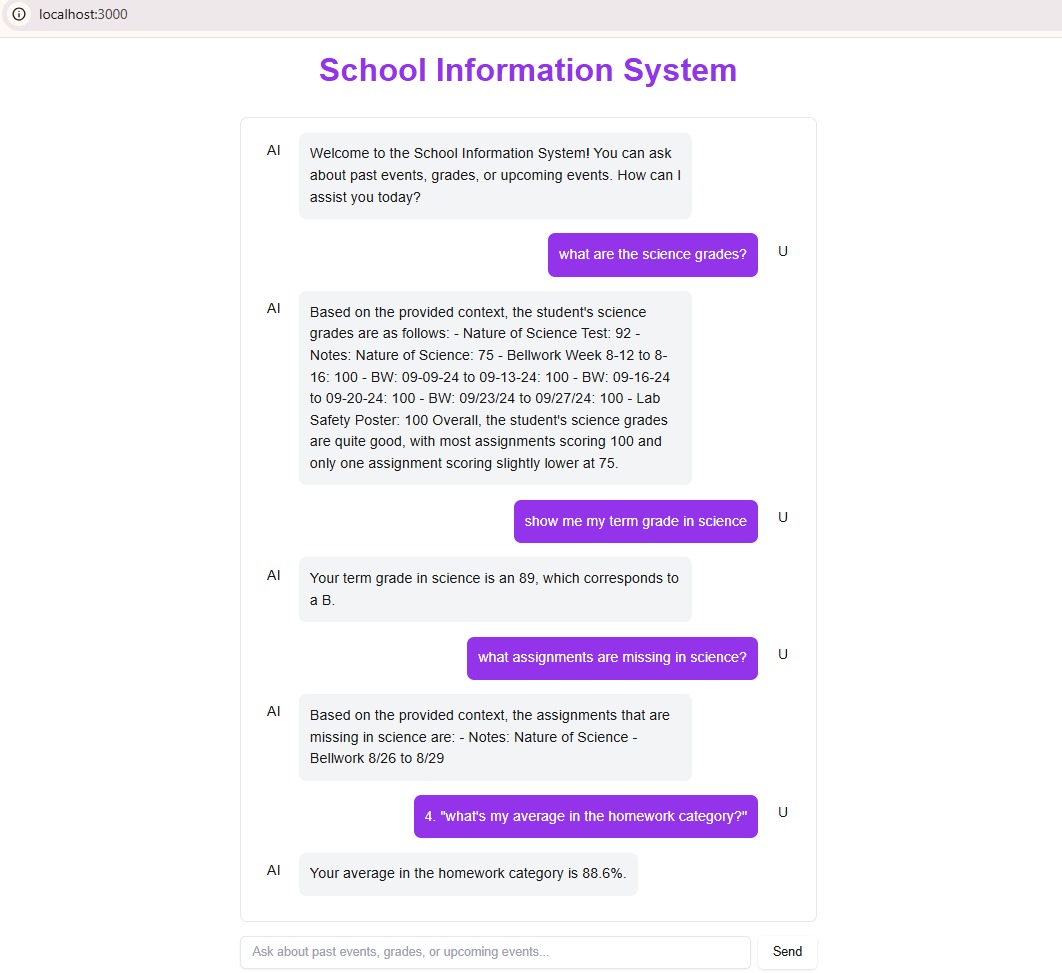 localhost:3000
School Information System
AI
Welcome to the School Information System! You can ask
about past events, grades, or upcoming events. How can I
assist you today?
what are the science grades?
U
AI
Based on the provided context, the student's science
grades are as follows: - Nature of Science Test: 92 -
Notes: Nature of Science: 75 - Bellwork Week 8-12 to 8-
16: 100 - BW: 09-09-24 to 09-13-24: 100 - BW: 09-16-24
to 09-20-24: 100 - BW: 09/23/24 to 09/27/24: 100 - Lab
Safety Poster: 100 Overall, the student's science grades
are quite good, with most assignments scoring 100 and
only one assignment scoring slightly lower at 75.
show me my term grade in science
U
AI
Your term grade in science is an 89, which corresponds to
a B.
what assignments are missing in science?
U
AI
Based on the provided context, the assignments that are
missing in science are: - Notes: Nature of Science -
Bellwork 8/26 to 8/29
4. "what's my average in the homework category?"
U
AI
Your average in the homework category is 88.6%.
Ask about past events, grades, or upcoming events...
Send